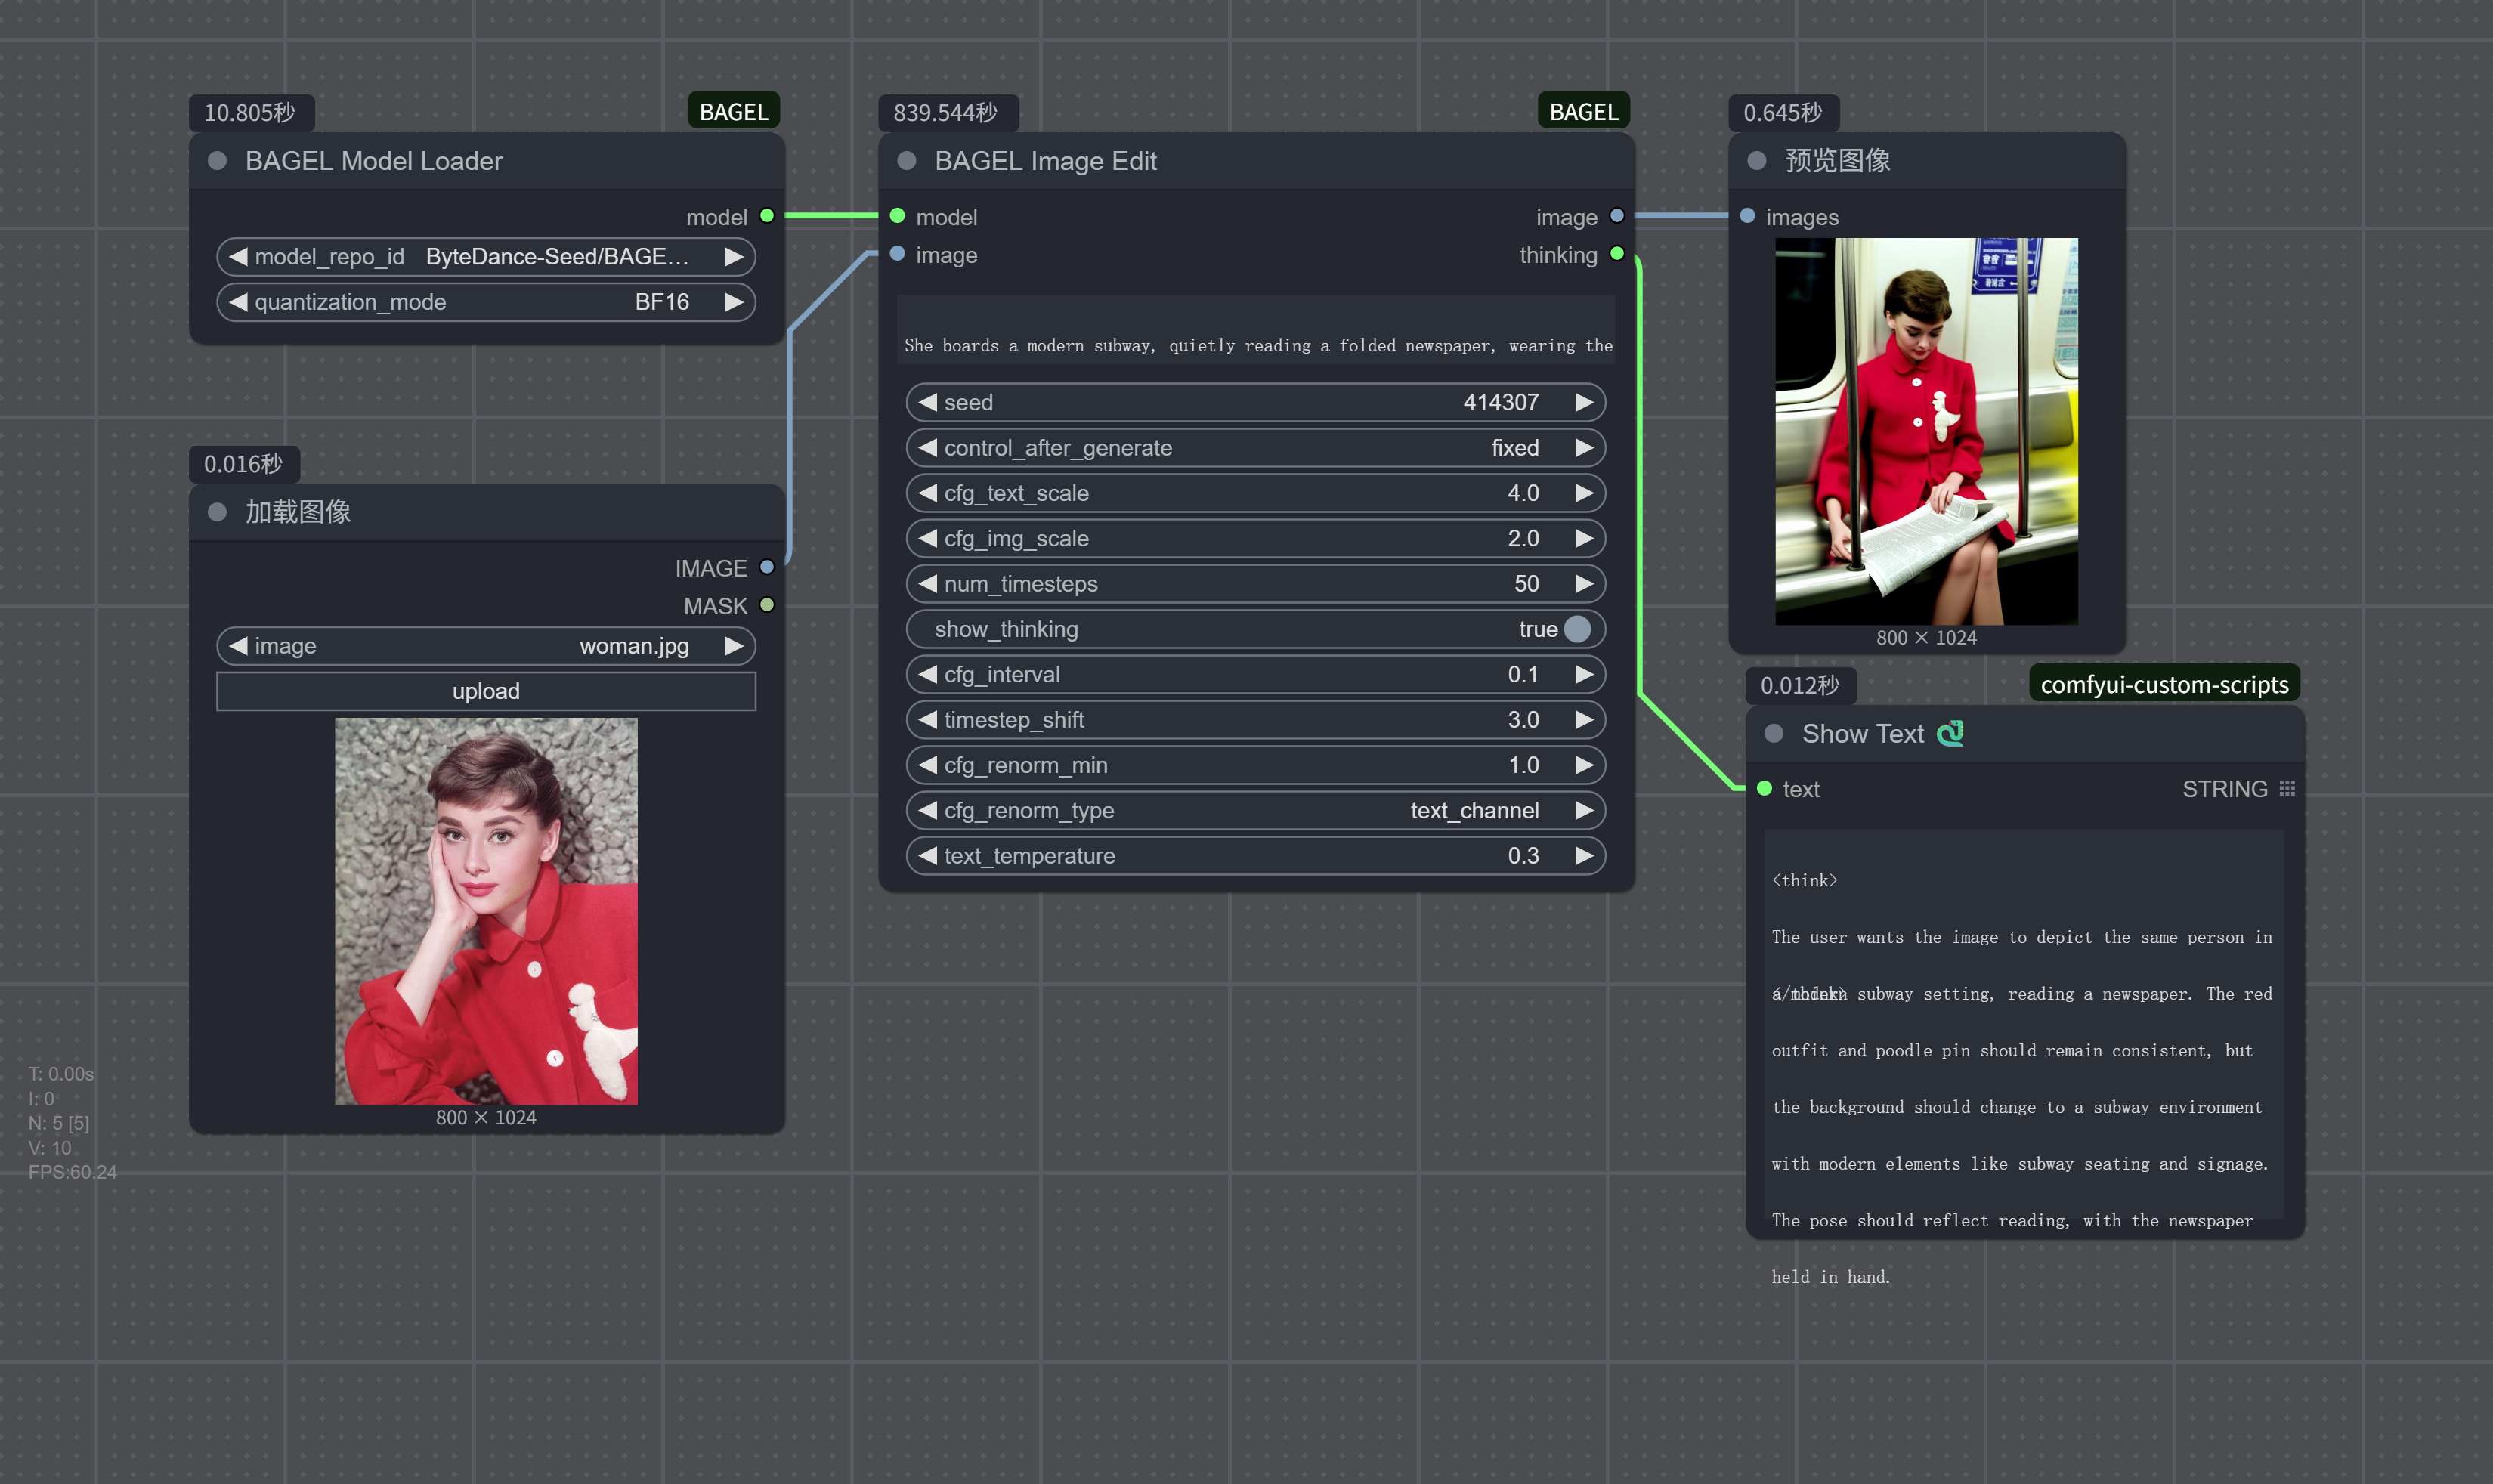 10.805秒
BAGEL
BAGEL Model Loader
model
model_repo_id ByteDance-Seed/BAGE...
quantization_mode BF16
0.016秒
加载图像
IMAGE
MASK
image woman.jpg
upload
800 × 1024
839.544秒
BAGEL
BAGEL Image Edit
model
image
image
thinking
She boards a modern subway, quietly reading a folded newspaper, wearing the
seed 414307
control_after_generate fixed
cfg_text_scale 4.0
cfg_img_scale 2.0
num_timesteps 50
show_thinking true
cfg_interval 0.1
timestep_shift 3.0
cfg_renorm_min 1.0
cfg_renorm_type text_channel
text_temperature 0.3
0.645秒
预览图像
images
800 × 1024
0.012秒
comfyui-custom-scripts
Show Text
text
STRING
<think>
The user wants the image to depict the same person in
a modern subway setting, reading a newspaper. The red
</think>
outfit and poodle pin should remain consistent, but
the background should change to a subway environment
with modern elements like subway seating and signage.
The pose should reflect reading, with the newspaper
held in hand.
T: 0.00s
I: 0
N: 5 [5]
V: 10
FPS:60.24